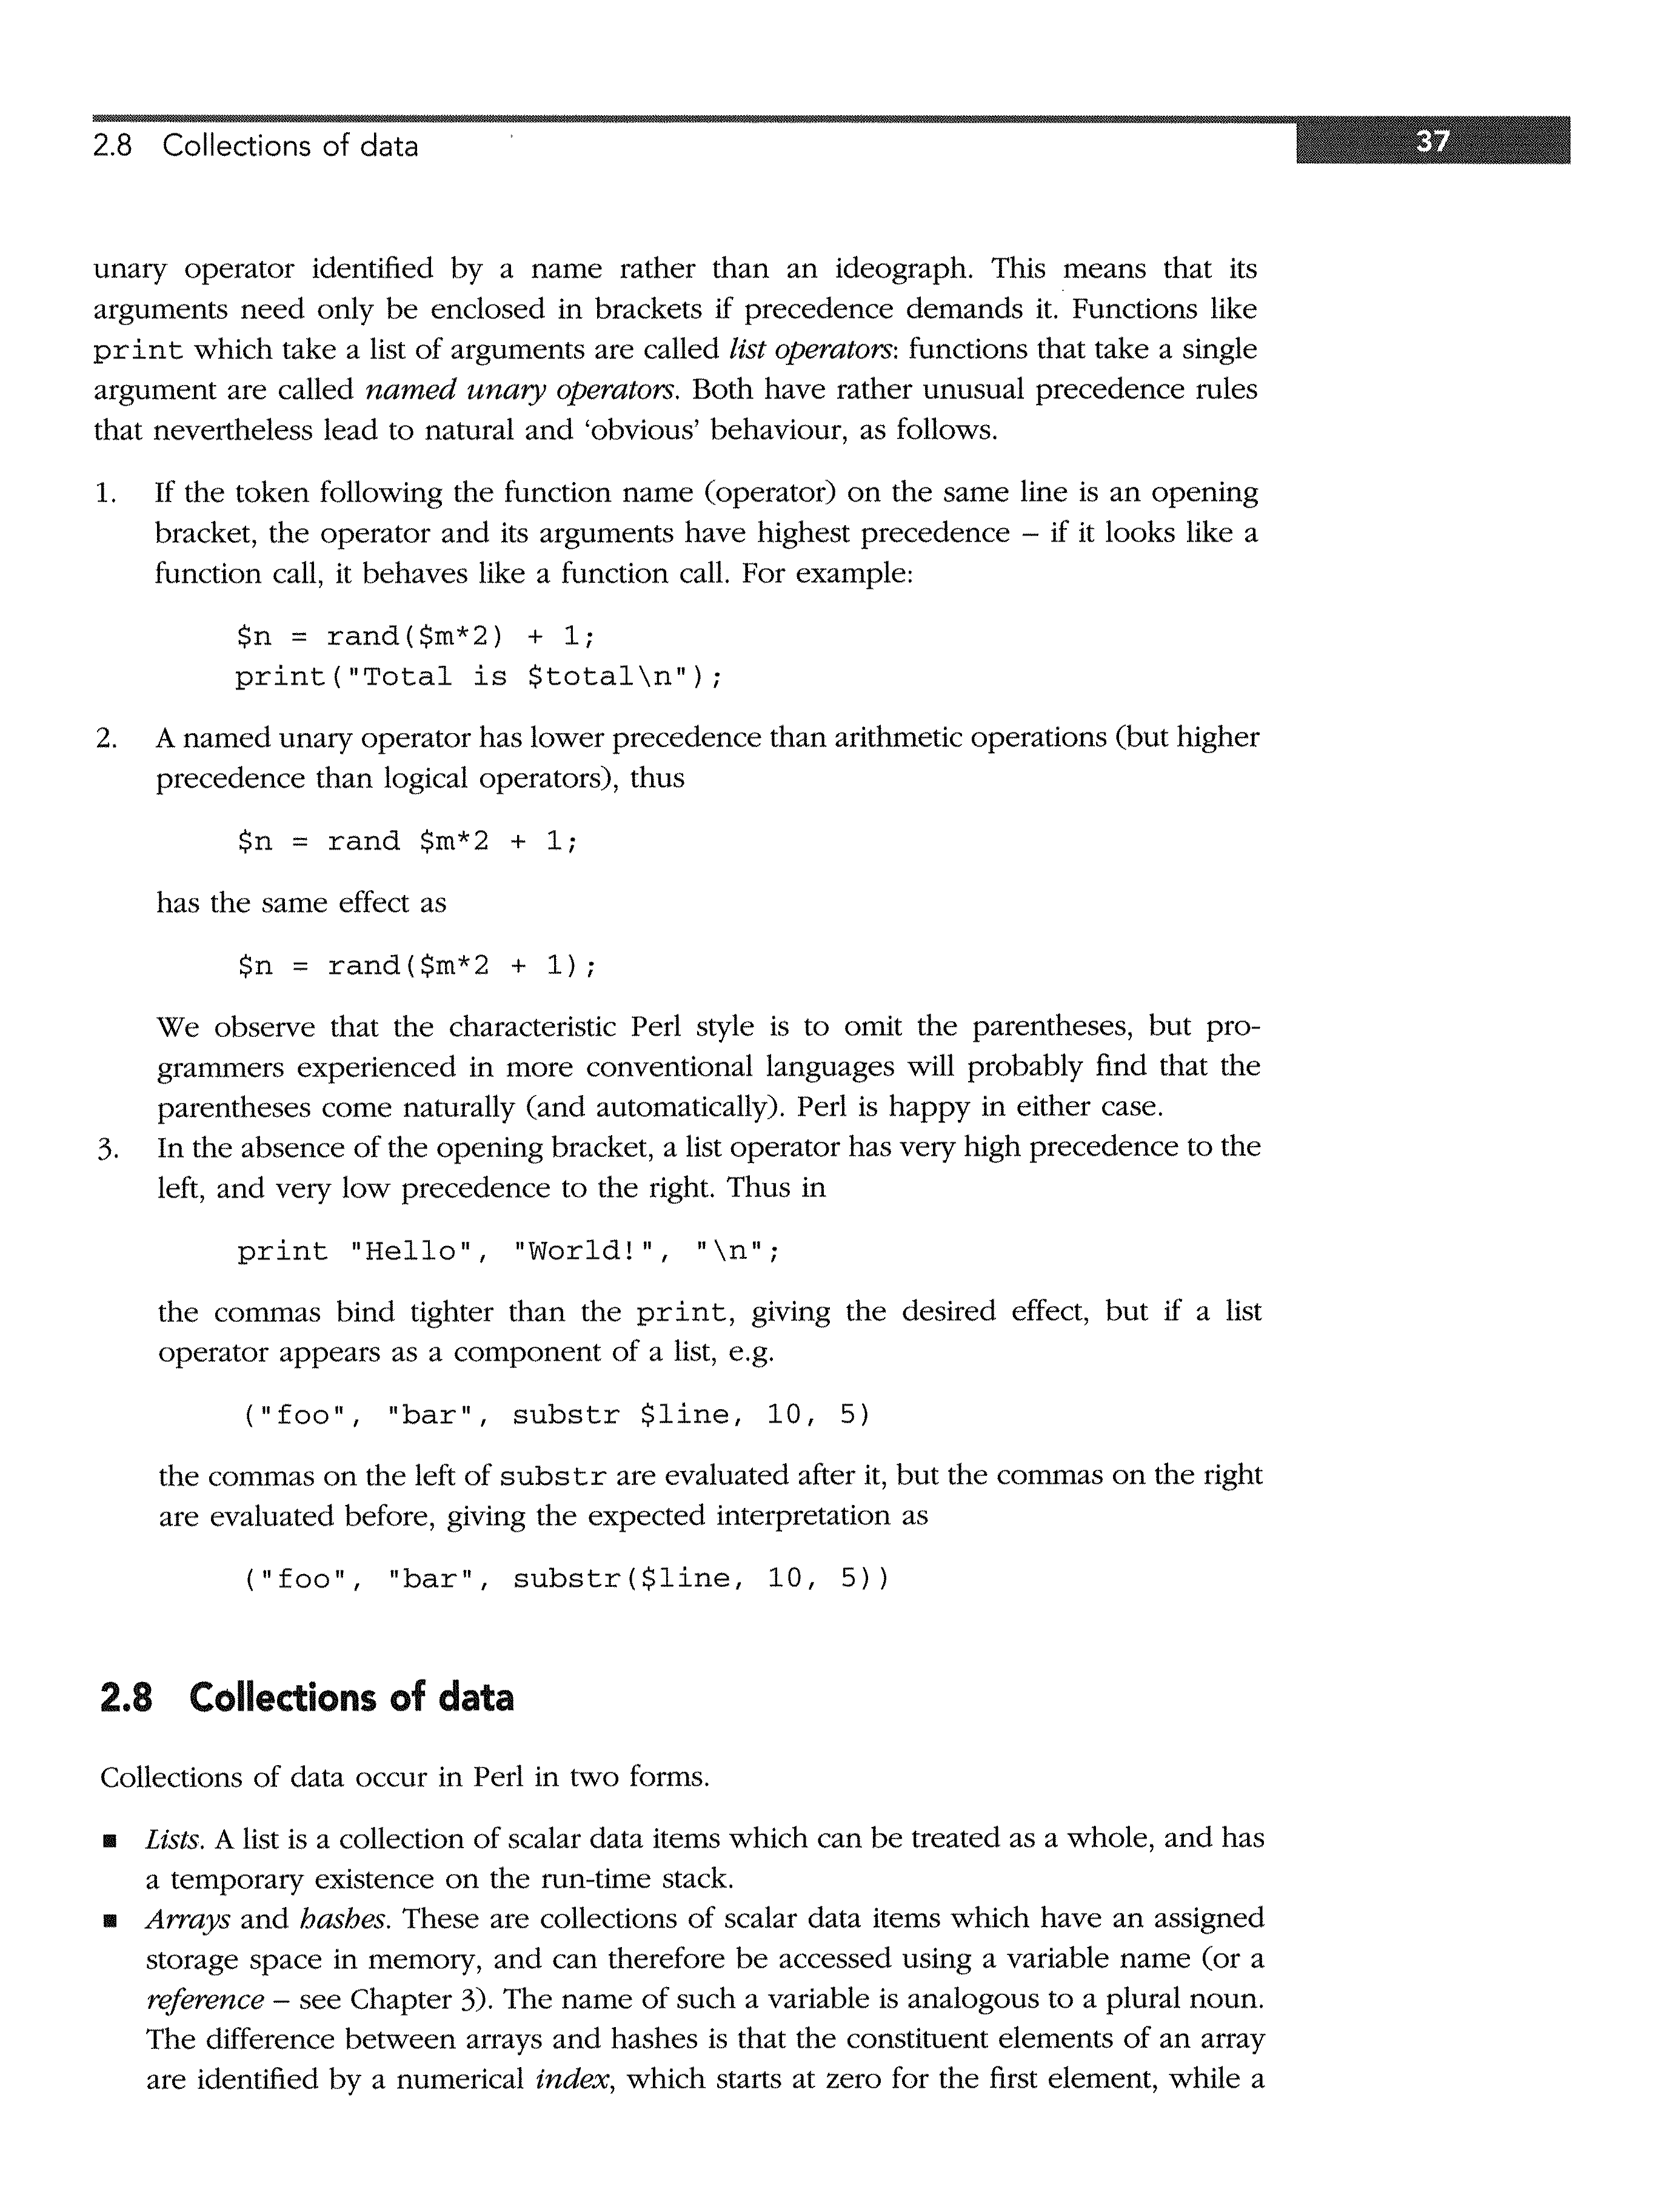 2.8 Collections of data
37
unary operator identified by a name rather than an ideograph. This means that its
arguments need only be enclosed in brackets if precedence demands it. Functions like
print which take a list of arguments are called list operators: functions that take a single
argument are called named unary operators. Both have rather unusual precedence rules
that nevertheless lead to natural and ‘obvious’ behaviour, as follows.
1. If the token following the function name (operator) on the same line is an opening
bracket, the operator and its arguments have highest precedence – if it looks like a
function call, it behaves like a function call. For example:
$n = rand($m*2) + 1;
print("Total is $total\n");
2. A named unary operator has lower precedence than arithmetic operations (but higher
precedence than logical operators), thus
$n = rand $m*2 + 1;
has the same effect as
$n = rand($m*2 + 1);
We observe that the characteristic Perl style is to omit the parentheses, but pro-
grammers experienced in more conventional languages will probably find that the
parentheses come naturally (and automatically). Perl is happy in either case.
3. In the absence of the opening bracket, a list operator has very high precedence to the
left, and very low precedence to the right. Thus in
print "Hello", "World!", "\n";
the commas bind tighter than the print, giving the desired effect, but if a list
operator appears as a component of a list, e.g.
("foo", "bar", substr $line, 10, 5)
the commas on the left of substr are evaluated after it, but the commas on the right
are evaluated before, giving the expected interpretation as
("foo", "bar", substr($line, 10, 5))
2.8 Collections of data
Collections of data occur in Perl in two forms.
■ Lists. A list is a collection of scalar data items which can be treated as a whole, and has
a temporary existence on the run-time stack.
■ Arrays and hashes. These are collections of scalar data items which have an assigned
storage space in memory, and can therefore be accessed using a variable name (or a
reference – see Chapter 3). The name of such a variable is analogous to a plural noun.
The difference between arrays and hashes is that the constituent elements of an array
are identified by a numerical index, which starts at zero for the first element, while a